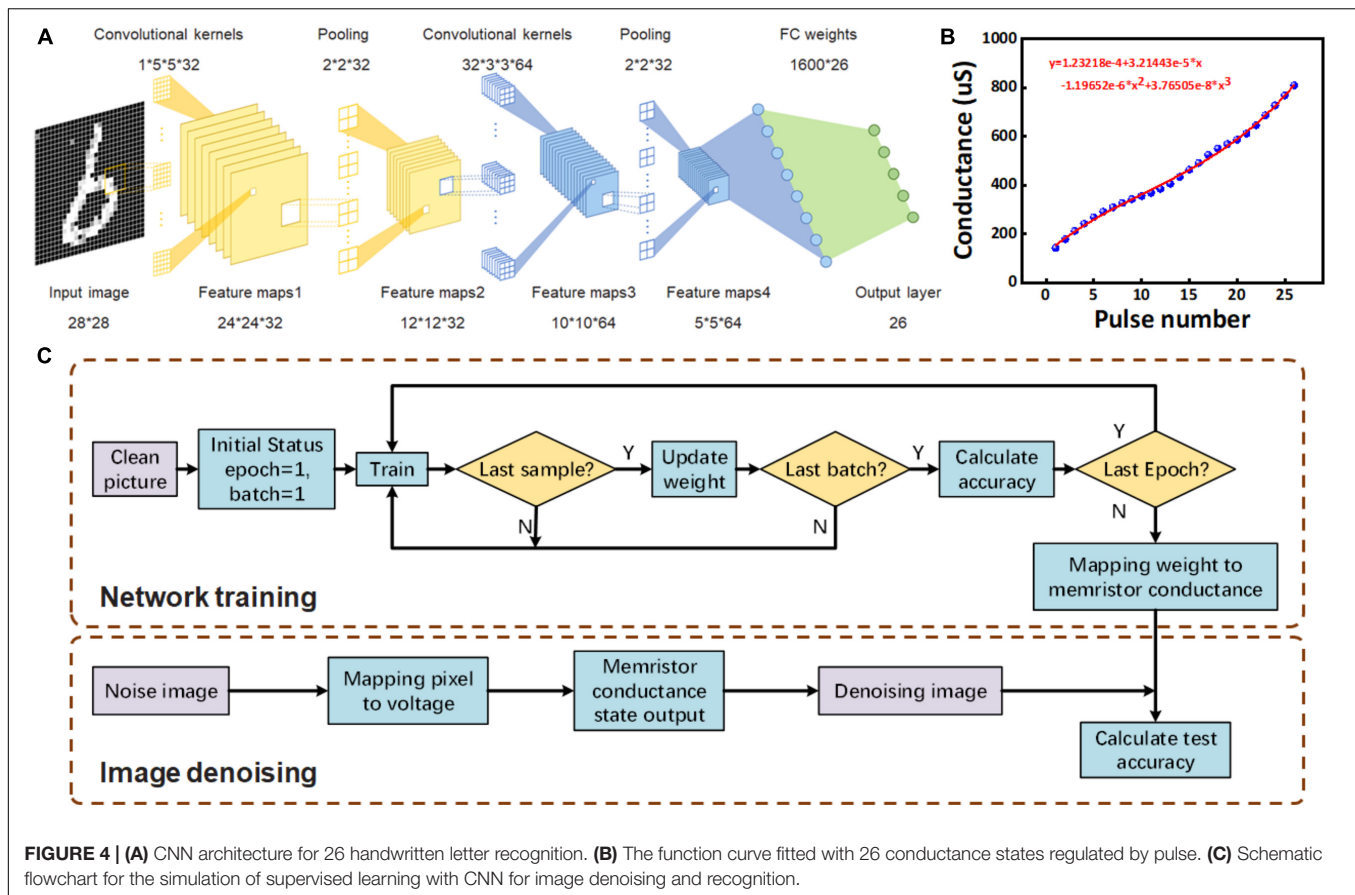 A
Convolutional kernels
Pooling
Convolutional kernels
Pooling
FC weights
1*5*5*32
2*2*32
32*3*3*64
2*2*32
1600*26
Input image
Feature maps1
Feature maps2
Feature maps3
Feature maps4
Output layer
28*28
24*24*32
12*12*32
10*10*64
5*5*64
26
B
y=1.23218e-4+3.21443e-5*x
-1.19652e-6*x²+3.76505e-8*x³
Conductance (uS)
1000
800
600
400
200
0
0 5 10 15 20 25
Pulse number
C
Clean
picture
Initial Status
epoch=1,
batch=1
Train
Last sample?
Y
N
Update
weight
Last batch?
Y
N
Calculate
accuracy
Last Epoch?
Y
N
Mapping weight to
memristor conductance
Network training
Noise image
Mapping pixel
to voltage
Memristor
conductance
state output
Denoising image
Calculate test
accuracy
Image denoising
FIGURE 4 | (A) CNN architecture for 26 handwritten letter recognition. (B) The function curve fitted with 26 conductance states regulated by pulse. (C) Schematic
flowchart for the simulation of supervised learning with CNN for image denoising and recognition.